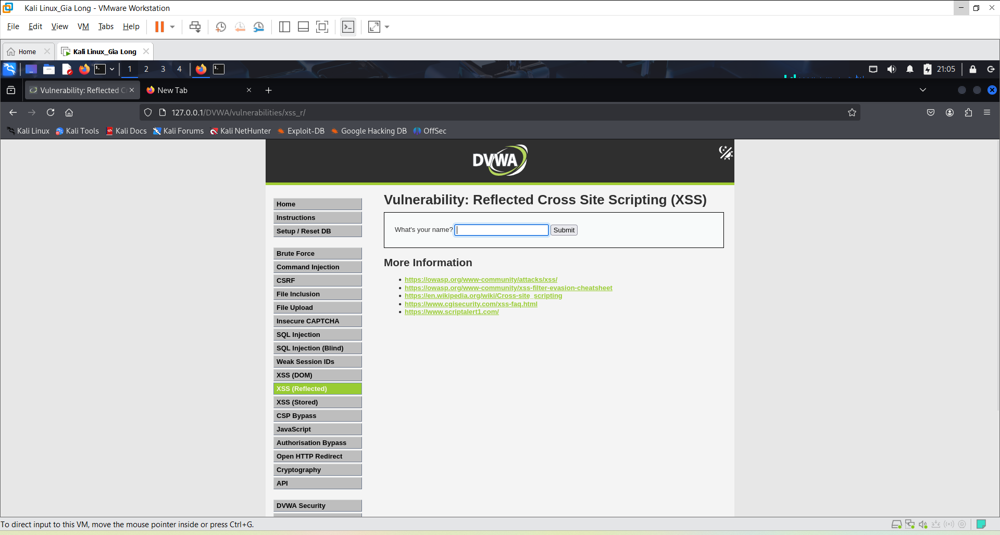 Kali Linux_Gia Long - VMware Workstation
File Edit View VM Tabs Help
Home Kali Linux_Gia Long
1 2 3 4 21:05
Vulnerability: Reflected C New Tab
127.0.0.1/DVWA/vulnerabilities/xss_r/
Kali Linux Kali Tools Kali Docs Kali Forums Kali NetHunter Exploit-DB Google Hacking DB OffSec
DVWA
Vulnerability: Reflected Cross Site Scripting (XSS)
What's your name? Submit
More Information
https://owasp.org/www-community/attacks/xss/
https://owasp.org/www-community/xss-filter-evasion-cheatsheet
https://en.wikipedia.org/wiki/Cross-site_scripting
https://www.cgisecurity.com/xss-faq.html
https://www.scriptalert1.com/
Home
Instructions
Setup / Reset DB
Brute Force
Command Injection
CSRF
File Inclusion
File Upload
Insecure CAPTCHA
SQL Injection
SQL Injection (Blind)
Weak Session IDs
XSS (DOM)
XSS (Reflected)
XSS (Stored)
CSP Bypass
JavaScript
Authorisation Bypass
Open HTTP Redirect
Cryptography
API
DVWA Security
To direct input to this VM, move the mouse pointer inside or press Ctrl+G.